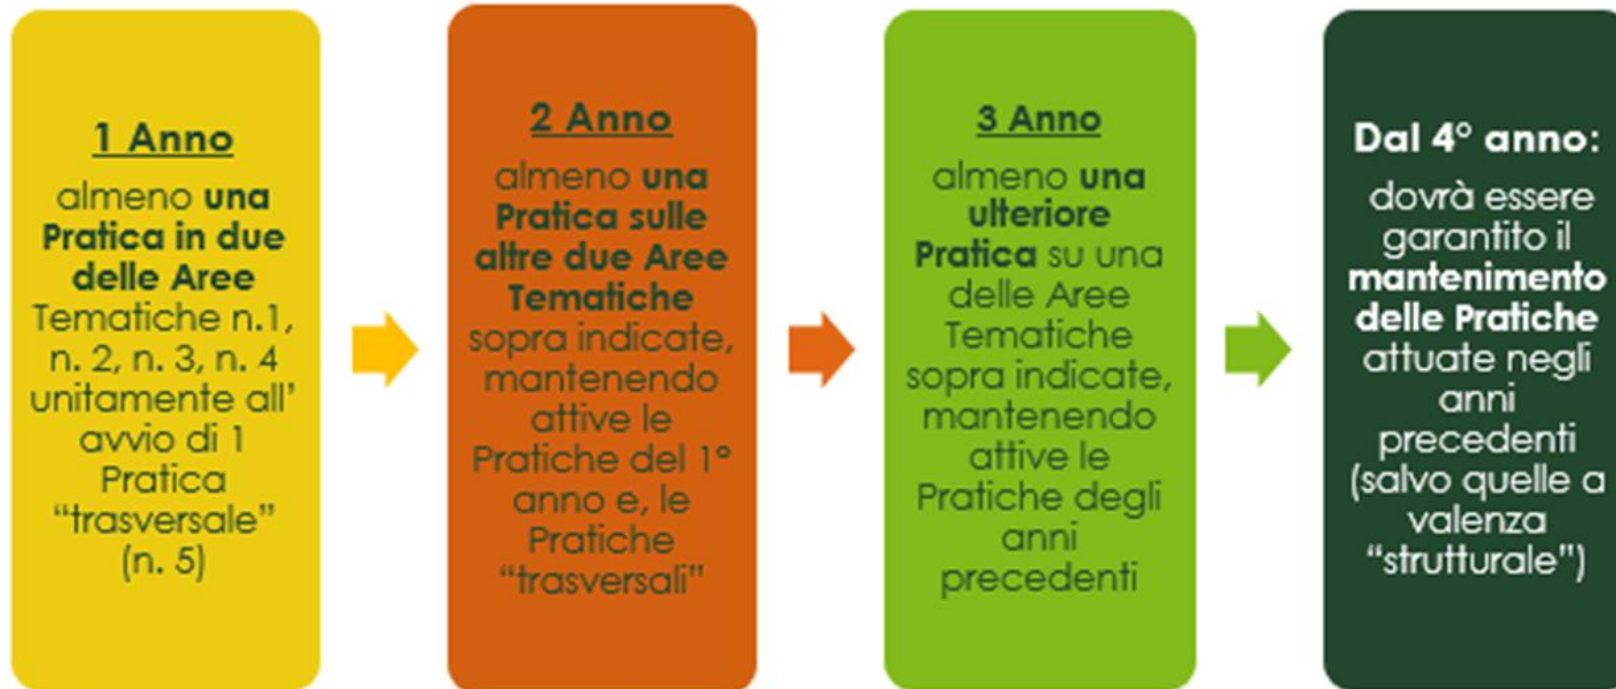 1 Anno
almeno una
Pratica in due
delle Aree
Tematiche n.1,
n. 2, n. 3, n. 4
unitamente all'
avvio di 1
Pratica
“trasversale”
(n. 5)
2 Anno
almeno una
Pratica sulle
altre due Aree
Tematiche
sopra indicate,
mantenendo
attive le
Pratiche del 1°
anno e, le
Pratiche
“trasversali”
3 Anno
almeno una
ulteriore
Pratica su una
delle Aree
Tematiche
sopra indicate,
mantenendo
attive le
Pratiche degli
anni
precedenti
Dal 4° anno:
dovrà essere
garantito il
mantenimento
delle Pratiche
attuate negli
anni
precedenti
(salvo quelle a
valenza
“strutturale”)